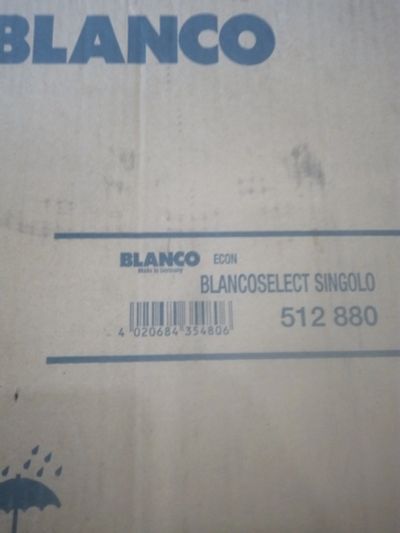 BLANCO
BLANCO ECON
Made in Germany
BLANCOSELECT SINGOLO
512 880
4 020684 354806